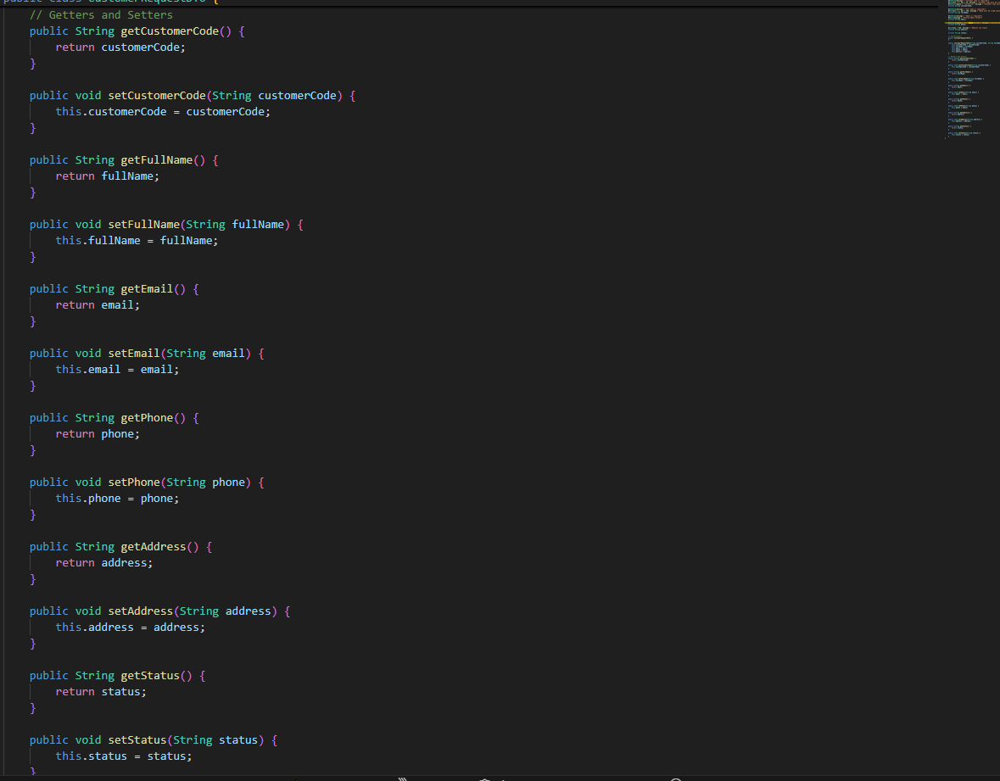 public class CustomerRequestDTO {
    // Getters and Setters
    public String getCustomerCode() {
        return customerCode;
    }

    public void setCustomerCode(String customerCode) {
        this.customerCode = customerCode;
    }

    public String getFullName() {
        return fullName;
    }

    public void setFullName(String fullName) {
        this.fullName = fullName;
    }

    public String getEmail() {
        return email;
    }

    public void setEmail(String email) {
        this.email = email;
    }

    public String getPhone() {
        return phone;
    }

    public void setPhone(String phone) {
        this.phone = phone;
    }

    public String getAddress() {
        return address;
    }

    public void setAddress(String address) {
        this.address = address;
    }

    public String getStatus() {
        return status;
    }

    public void setStatus(String status) {
        this.status = status;
    }